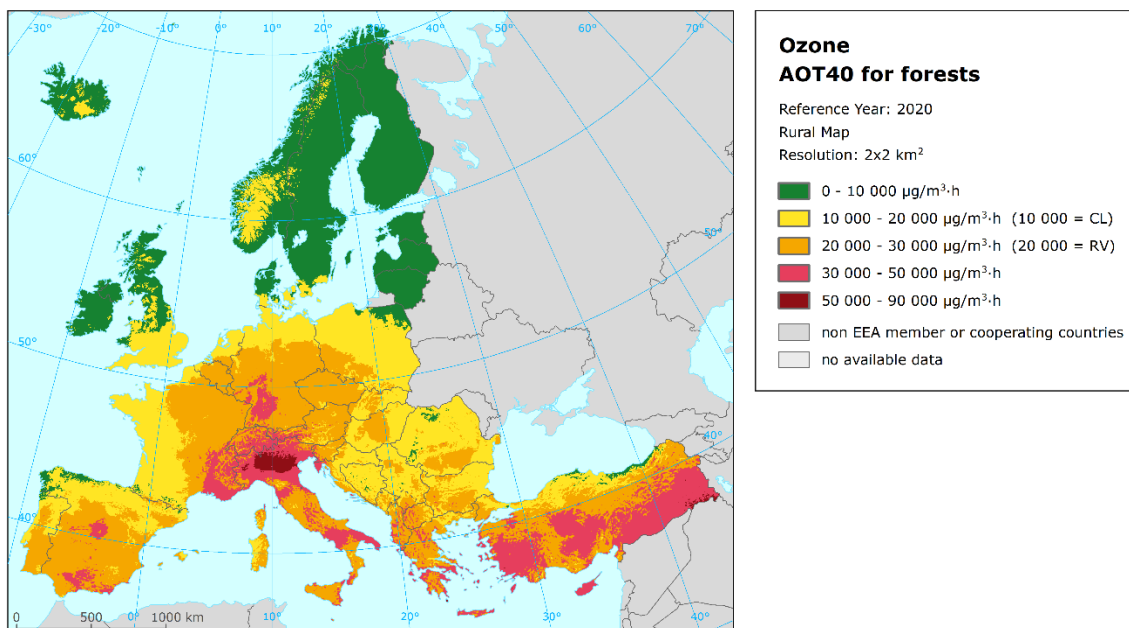 -30° -20° -10° 0° 10° 20° 30° 40° 50° 60° 70°
60°
50°
40°
60°
50°
40°
0° 10° 20° 30° 40°
0 500 1000 km
Ozone
AOT40 for forests
Reference Year: 2020
Rural Map
Resolution: 2x2 km²
0 - 10 000 µg/m³·h
10 000 - 20 000 µg/m³·h (10 000 = CL)
20 000 - 30 000 µg/m³·h (20 000 = RV)
30 000 - 50 000 µg/m³·h
50 000 - 90 000 µg/m³·h
non EEA member or cooperating countries
no available data